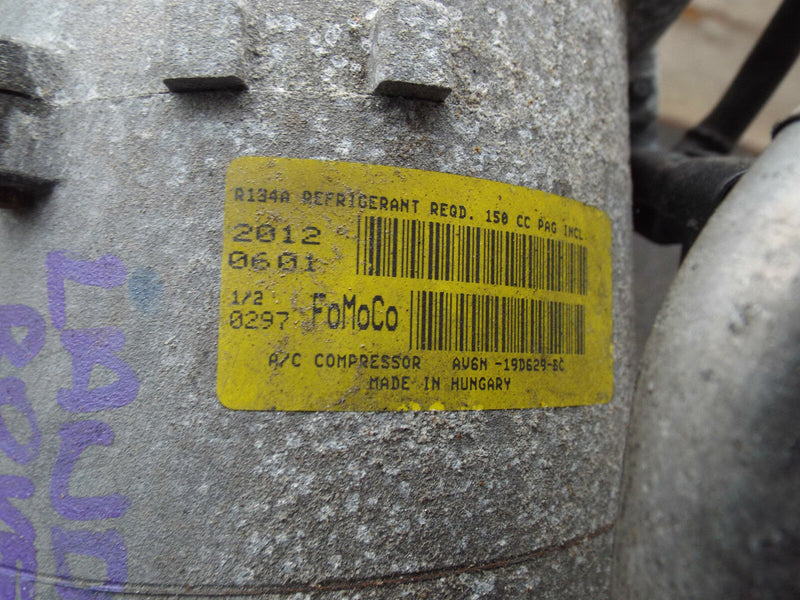 R134A REFRIGERANT REQD. 150 CC PAG INCL.
2012
0601
1/2
0297 FoMoCo
A/C COMPRESSOR AV6N -19D629-BC
MADE IN HUNGARY